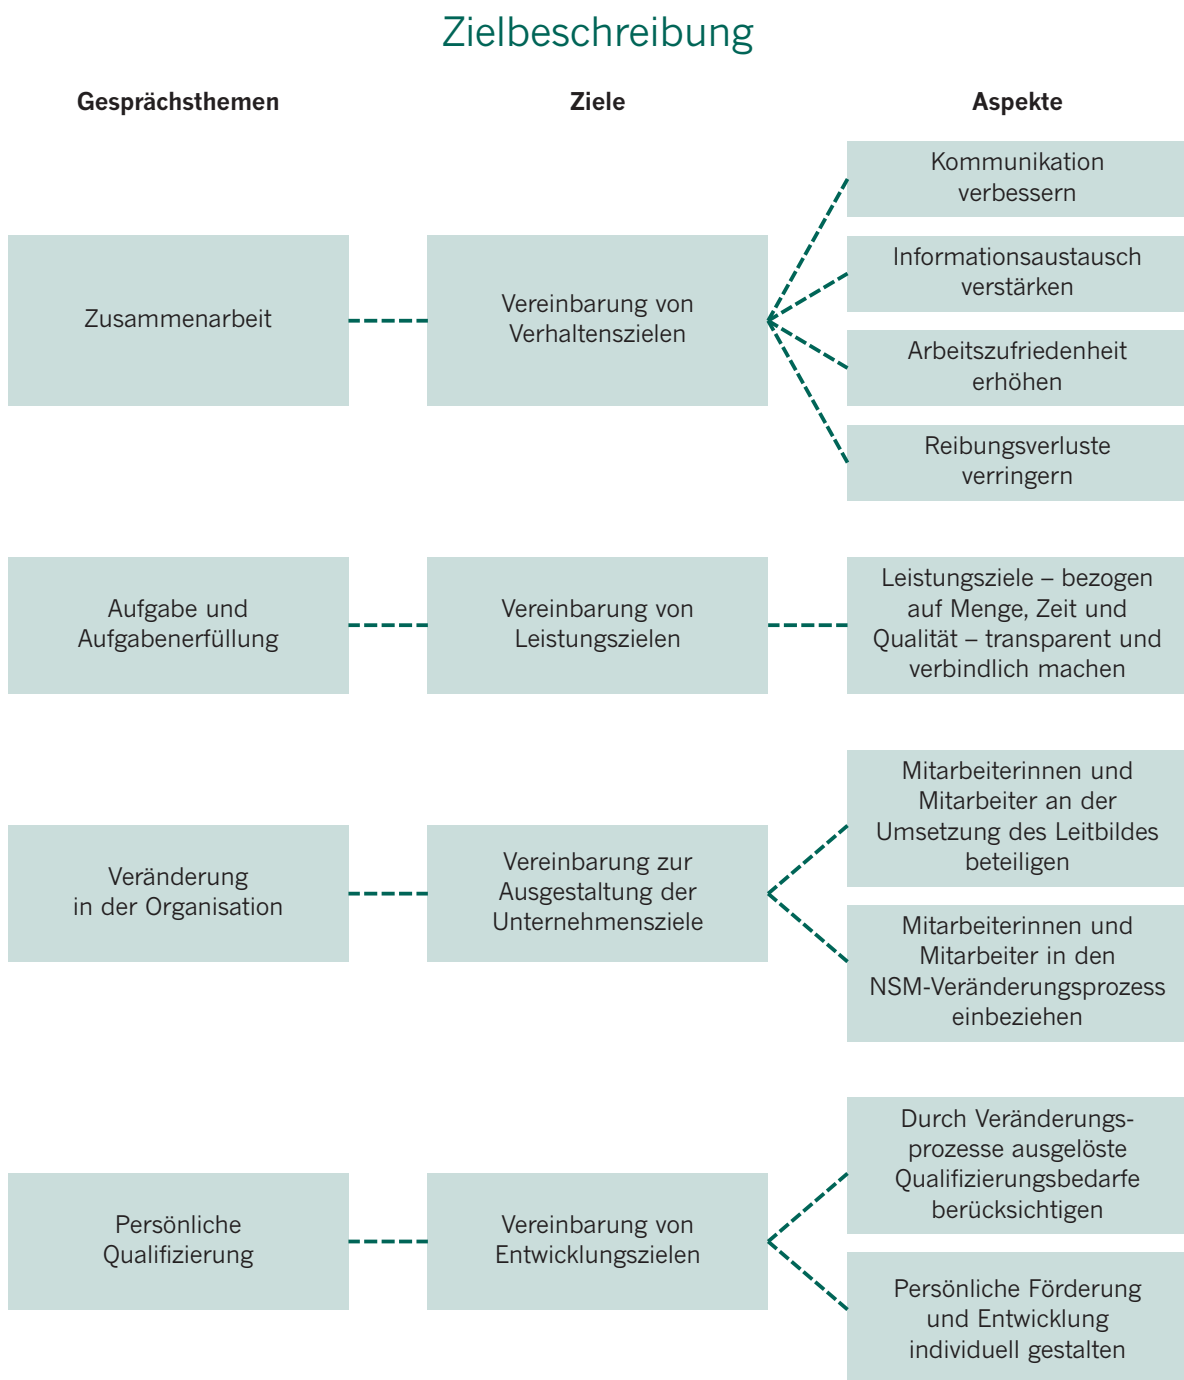 Zielbeschreibung
Gesprächsthemen
Ziele
Aspekte
Zusammenarbeit
Vereinbarung von
Verhaltenszielen
Kommunikation
verbessern
Informationsaustausch
verstärken
Arbeitszufriedenheit
erhöhen
Reibungsverluste
verringern
Aufgabe und
Aufgabenerfüllung
Vereinbarung von
Leistungszielen
Leistungsziele – bezogen
auf Menge, Zeit und
Qualität – transparent und
verbindlich machen
Veränderung
in der Organisation
Vereinbarung zur
Ausgestaltung der
Unternehmensziele
Mitarbeiterinnen und
Mitarbeiter an der
Umsetzung des Leitbildes
beteiligen
Mitarbeiterinnen und
Mitarbeiter in den
NSM-Veränderungsprozess
einbeziehen
Persönliche
Qualifizierung
Vereinbarung von
Entwicklungszielen
Durch Veränderungs-
prozesse ausgelöste
Qualifizierungsbedarfe
berücksichtigen
Persönliche Förderung
und Entwicklung
individuell gestalten